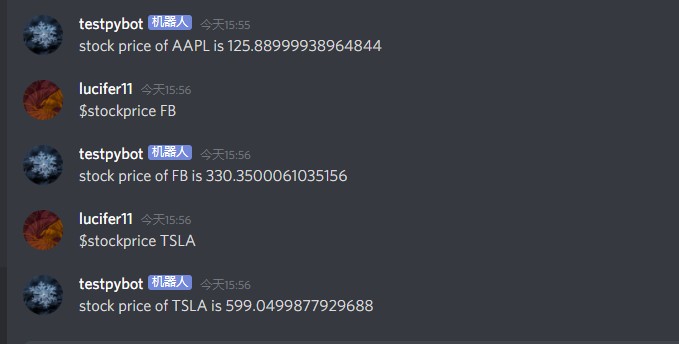 testpybot 机器人 今天15:55
stock price of AAPL is 125.88999938964844
lucifer11 今天15:56
$stockprice FB
testpybot 机器人 今天15:56
stock price of FB is 330.3500061035156
lucifer11 今天15:56
$stockprice TSLA
testpybot 机器人 今天15:56
stock price of TSLA is 599.0499877929688